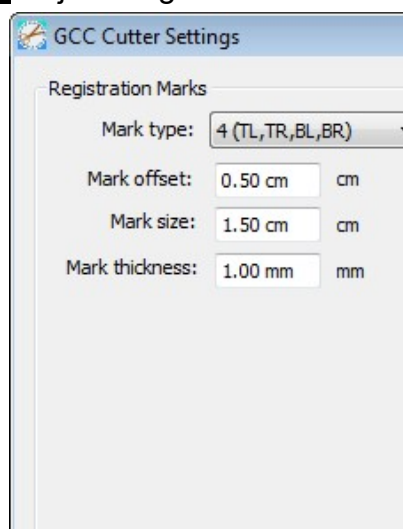 GCC Cutter Setti
Registration Marks
Mark type: 4 (TL,TR,BL,BR)
Mark offset: 0.50 cm cm
Mark size: 1.50 cm cm
Mark thickness: 1.00 mm mm